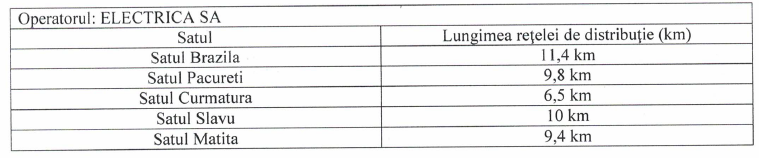 Operatorul: ELECTRICA SA
Satul Lungimea rețelei de distribuție (km)
Satul Brazila 11,4 km
Satul Pacureti 9,8 km
Satul Curmatura 6,5 km
Satul Slavu 10 km
Satul Matita 9,4 km